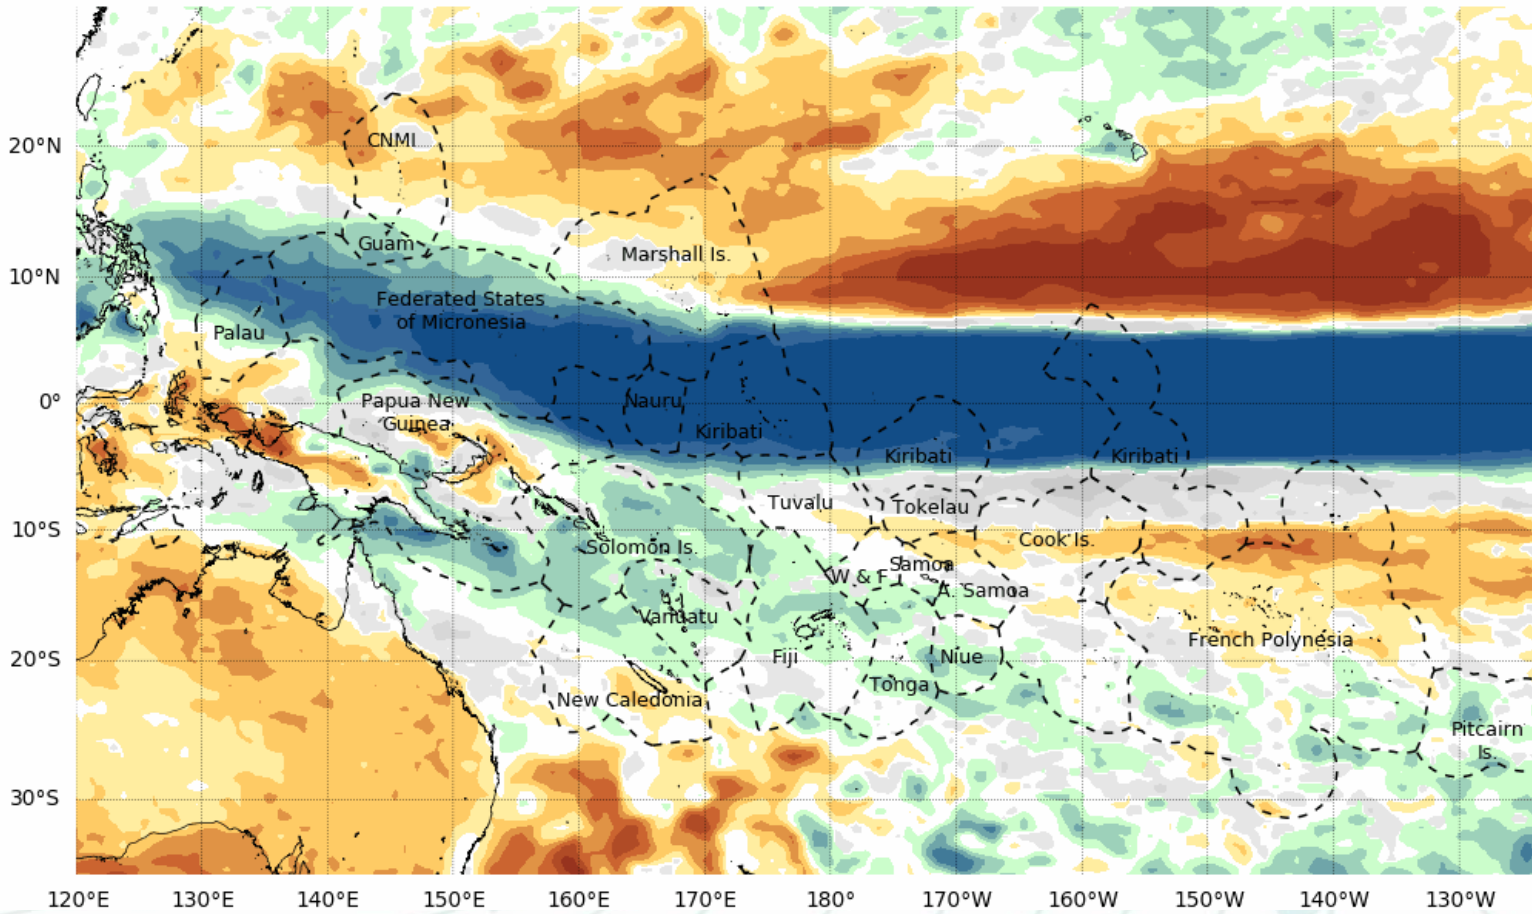 20°N
CNMI
Guam
Marshall Is.
10°N
Federated States
of Micronesia
Palau
0°
Papua New
Guinea
Nauru
Kiribati
Kiribati
Kiribati
Tuvalu
Tokelau
10°S
Solomon Is.
Cook Is.
Samoa
W & F
A. Samoa
Vanuatu
French Polynesia
20°S
Fiji
Niue
Tonga
New Caledonia
Pitcairn
Is.
30°S
120°E 130°E 140°E 150°E 160°E 170°E 180° 170°W 160°W 150°W 140°W 130°W